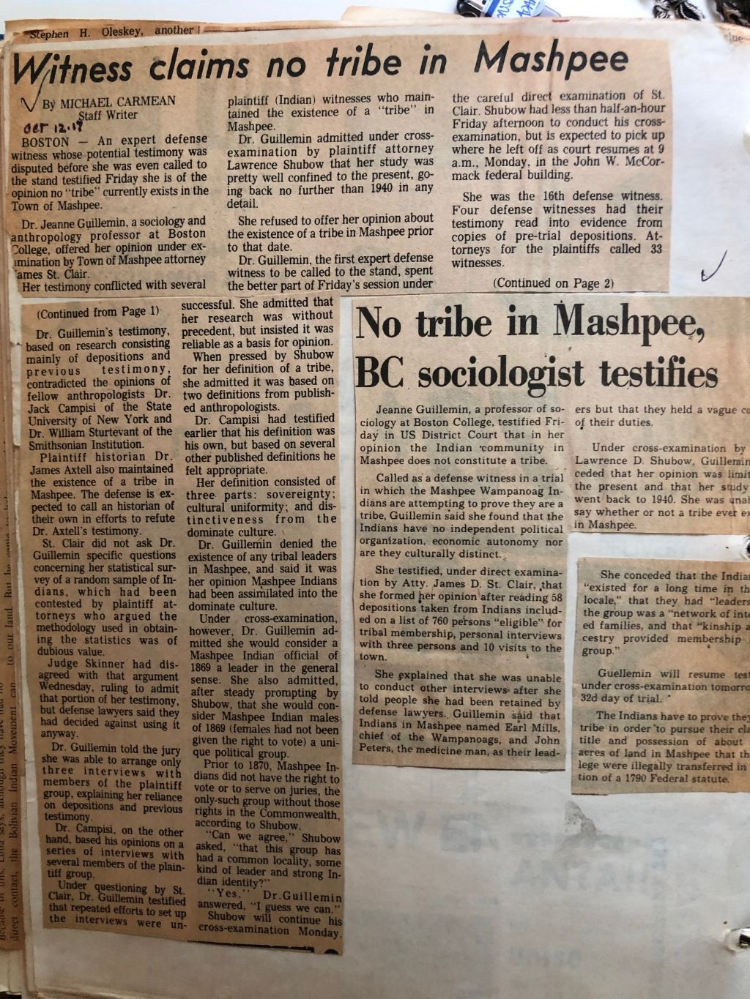 Stephen H. Oleskey, another
Witness claims no tribe in Mashpee
By MICHAEL CARMEAN
Staff Writer
BOSTON — An expert defense
witness whose potential testimony was
disputed before she was even called to
the stand testified Friday she is of the
opinion no "tribe" currently exists in the
Town of Mashpee.
Dr. Jeanne Guillemin, a sociology and
anthropology professor at Boston
College, offered her opinion under ex-
amination by Town of Mashpee attorney
James St. Clair.
Her testimony conflicted with several
plaintiff (Indian) witnesses who main-
tained the existence of a "tribe" in
Mashpee.
Dr. Guillemin admitted under cross-
examination by plaintiff attorney
Lawrence Shubow that her study was
pretty well confined to the present, go-
ing back no further than 1940 in any
detail.
She refused to offer her opinion about
the existence of a tribe in Mashpee prior
to that date.
Dr. Guillemin, the first expert defense
witness to be called to the stand, spent
the better part of Friday's session under
the careful direct examination of St.
Clair. Shubow had less than half-an-hour
Friday afternoon to conduct his cross-
examination, but is expected to pick up
where he left off as court resumes at 9
a.m., Monday, in the John W. McCor-
mack federal building.
She was the 16th defense witness.
Four defense witnesses had their
testimony read into evidence from
copies of pre-trial depositions. At-
torneys for the plaintiffs called 33
witnesses.
(Continued on Page 2)
(Continued from Page 1)
Dr. Guillemin's testimony,
based on research consisting
mainly of depositions and
previous testimony,
contradicted the opinions of
fellow anthropologists Dr.
Jack Campisi of the State
University of New York and
Dr. William Sturtevant of the
Smithsonian Institution.
Plaintiff historian Dr.
James Axtell also maintained
the existence of a tribe in
Mashpee. The defense is ex-
pected to call an historian of
their own in efforts to refute
Dr. Axtell's testimony.
St. Clair did not ask Dr.
Guillemin specific questions
concerning her statistical sur-
vey of a random sample of In-
dians, which had been
contested by plaintiff at-
torneys who argued the
methodology used in obtain-
ing the statistics was of
dubious value.
Judge Skinner had dis-
agreed with that argument
Wednesday, ruling to admit
that portion of her testimony,
but defense lawyers said they
had decided against using it
anyway.
Dr. Guillemin told the jury
she was able to arrange only
three interviews with
members of the plaintiff
group, explaining her reliance
on depositions and previous
testimony.
Dr. Campisi, on the other
hand, based his opinions on a
series of interviews with
several members of the plain-
tiff group.
Under questioning by St.
Clair, Dr. Guillemin testified
that repeated efforts to set up
the interviews were un-
successful. She admitted that
her research was without
precedent, but insisted it was
reliable as a basis for opinion.
When pressed by Shubow
for her definition of a tribe,
she admitted it was based on
two definitions from publish-
ed anthropologists.
Dr. Campisi had testified
earlier that his definition was
his own, but based on several
other published definitions he
felt appropriate.
Her definition consisted of
three parts: sovereignty;
cultural uniformity; and dis-
tinctiveness from the
dominate culture.
Dr. Guillemin denied the
existence of any tribal leaders
in Mashpee, and said it was
her opinion Mashpee Indians
had been assimilated into the
dominate culture.
Under cross-examination,
however, Dr. Guillemin ad-
mitted she would consider a
Mashpee Indian official of
1869 a leader in the general
sense. She also admitted,
after steady prompting by
Shubow, that she would con-
sider Mashpee Indian males
of 1869 (females had not been
given the right to vote) a uni-
que political group.
Prior to 1870, Mashpee In-
dians did not have the right to
vote or to serve on juries, the
only such group without those
rights in the Commonwealth,
according to Shubow.
"Can we agree," Shubow
asked, "that this group has
had a common locality, some
kind of leader and strong In-
dian identity?"
"Yes," Dr.Guillemin
answered, "I guess we can."
Shubow will continue his
cross-examination Monday.
No tribe in Mashpee,
BC sociologist testifies
Jeanne Guillemin, a professor of so-
ciology at Boston College, testified Fri-
day in US District Court that in her
opinion the Indian community in
Mashpee does not constitute a tribe.
Called as a defense witness in a trial
in which the Mashpee Wampanoag In-
dians are attempting to prove they are a
tribe, Guillemin said she found that the
Indians have no independent political
organization, economic autonomy nor
are they culturally distinct.
She testified, under direct examina-
tion by Atty. James D. St. Clair, that
she formed her opinion after reading 58
depositions taken from Indians includ-
ed on a list of 760 persons "eligible" for
tribal membership, personal interviews
with three persons and 10 visits to the
town.
She explained that she was unable
to conduct other interviews after she
told people she had been retained by
defense lawyers. Guillemin said that
Indians in Mashpee named Earl Mills,
chief of the Wampanoags, and John
Peters, the medicine man, as their lead-
ers but that they held a vague
of their duties.
Under cross-examination by
Lawrence D. Shubow, Guillemin
ceded that her opinion was
the present and that her study
went back to 1940. She was
say whether or not a tribe ever
in Mashpee.
She conceded that the
"existed for a long time in
locale," that they had "leaders
the group was a "network of
ed families, and that "kinship
cestry provided membership
group."
Guellemin will resume
under cross-examination
32d day of trial.
The Indians have to prove they
tribe in order to pursue their
title and possession of about
acres of land in Mashpee that
lege were illegally transferred in
tion of a 1790 Federal statute.
direct contact, the Bolivian Indian Movement can
to our land